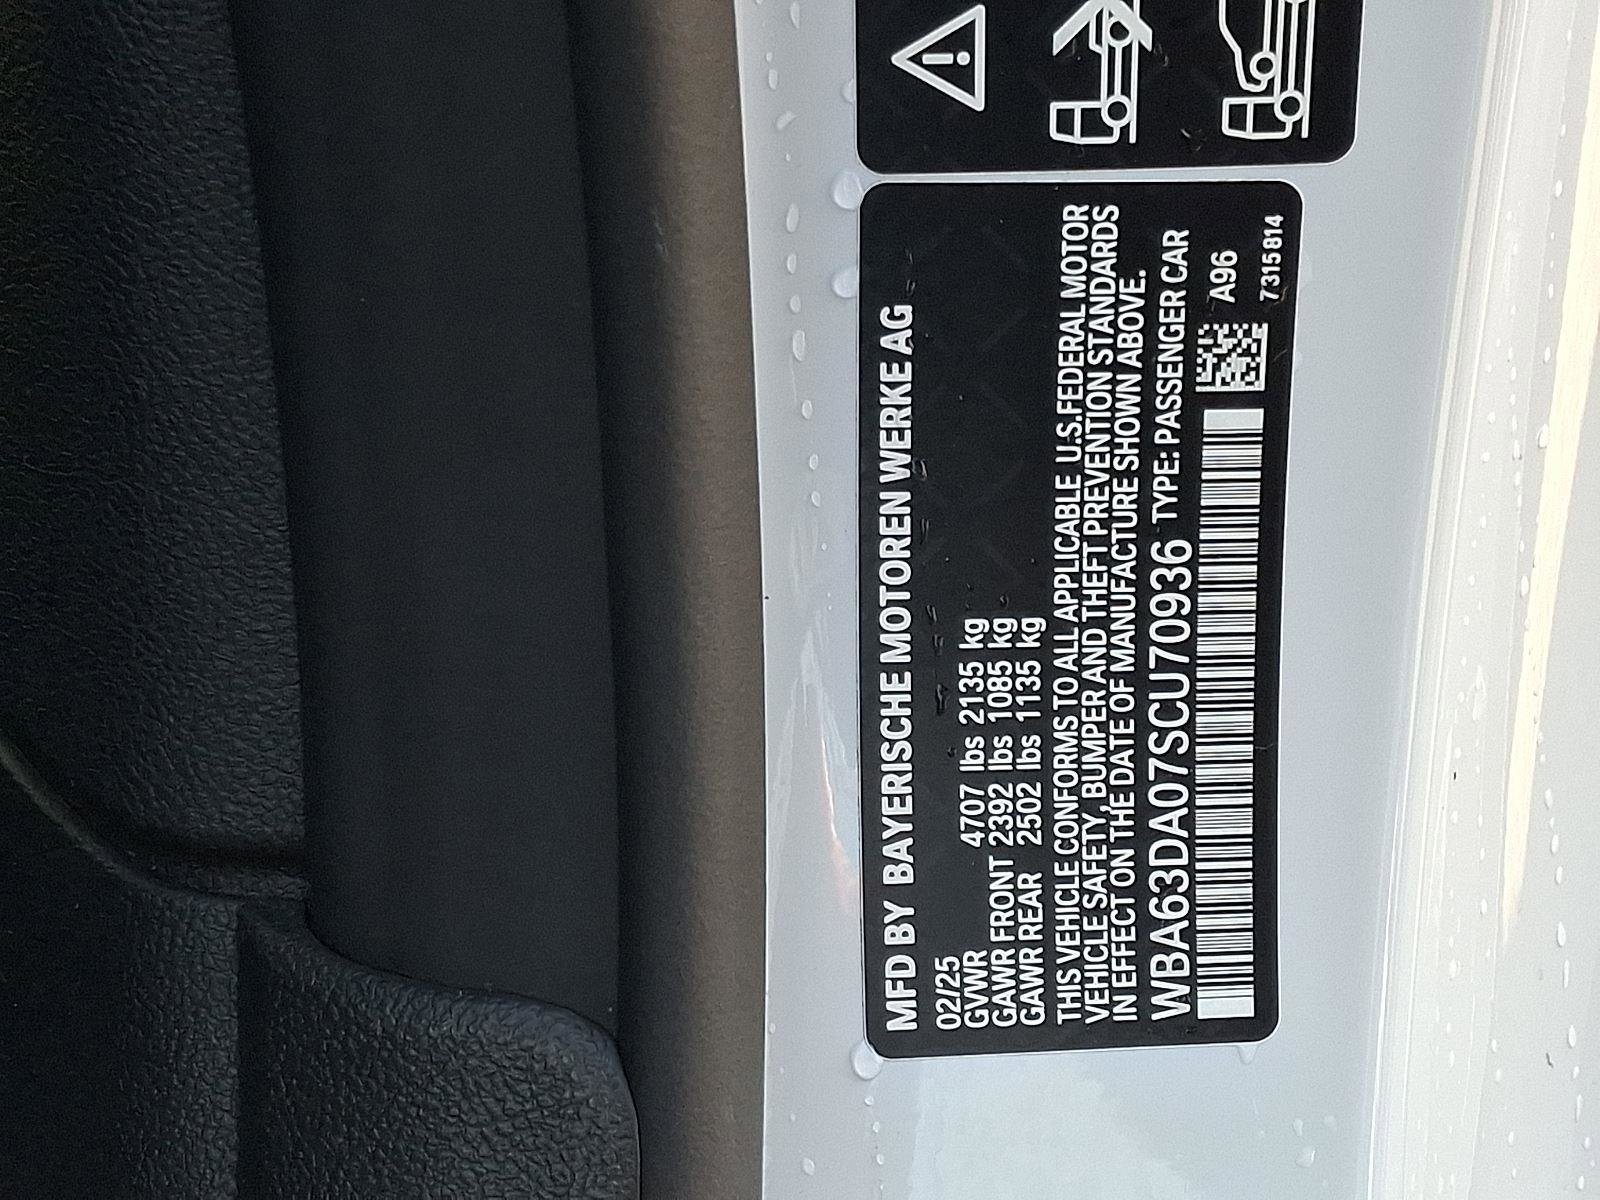 MFD BY BAYERISCHE MOTOREN WERKE AG
02/25
GVWR 4707 lbs 2135 kg
GAWR FRONT 2392 lbs 1085 kg
GAWR REAR 2502 lbs 1135 kg
THIS VEHICLE CONFORMS TO ALL APPLICABLE U.S.FEDERAL MOTOR
VEHICLE SAFETY, BUMPER AND THEFT PREVENTION STANDARDS
IN EFFECT ON THE DATE OF MANUFACTURE SHOWN ABOVE.
WBA63DA07SCU70936 TYPE: PASSENGER CAR
A96
7315814